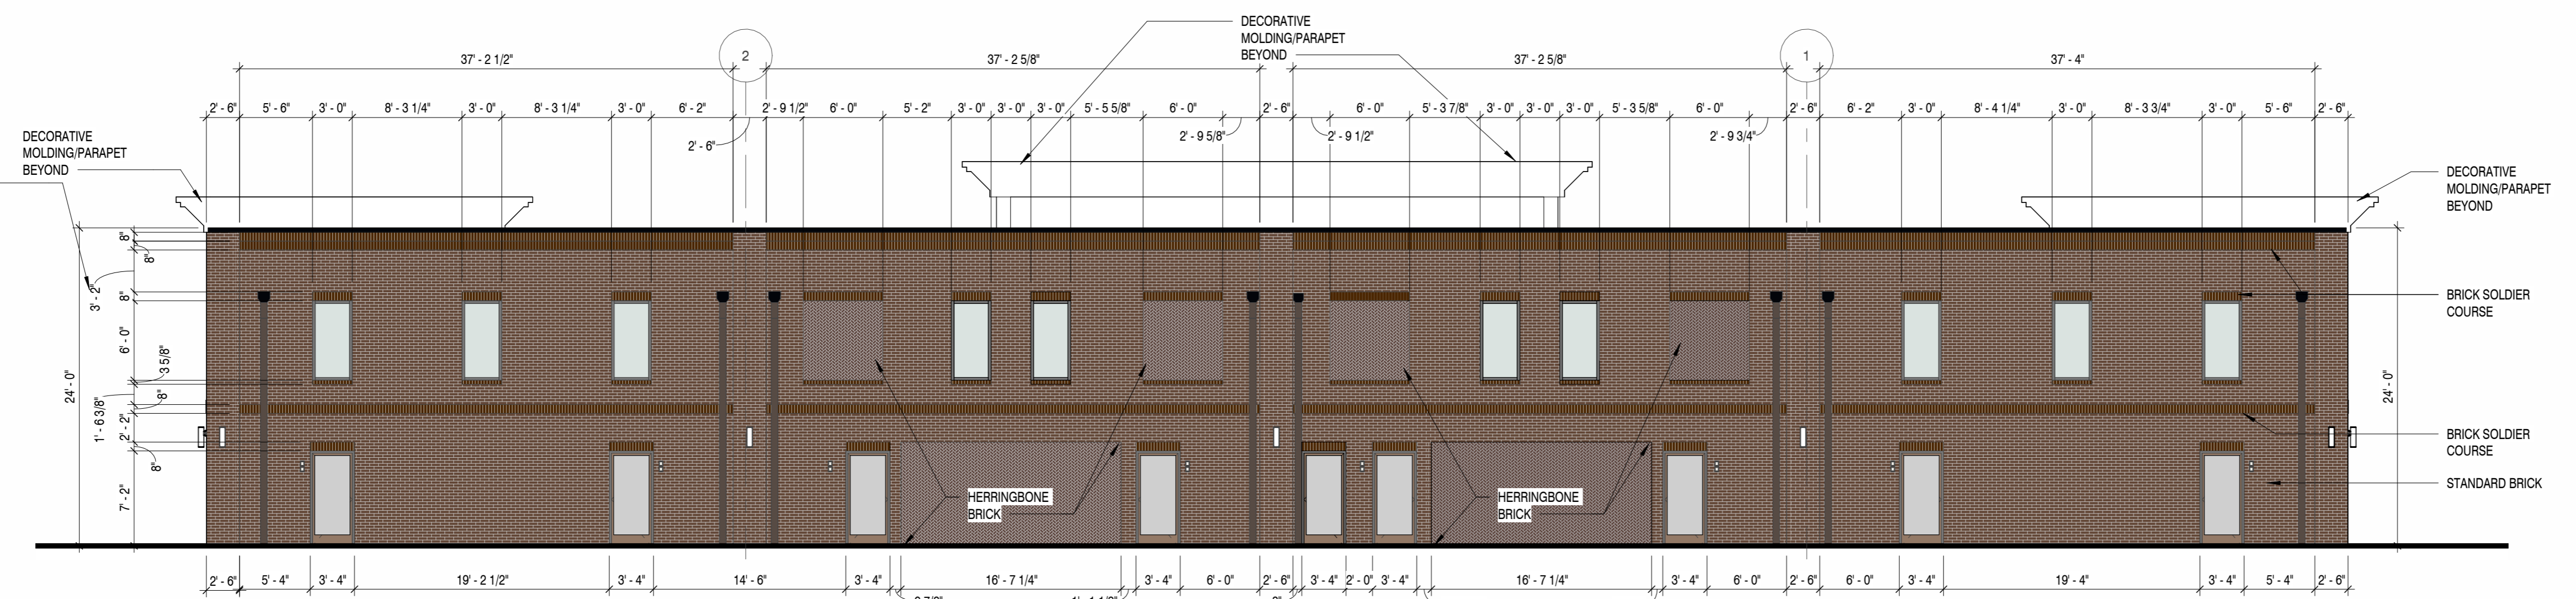 DECORATIVE
MOLDING/PARAPET
BEYOND
2
1
37' - 2 1/2"
37' - 2 5/8"
37' - 2 5/8"
37' - 4"
2' - 6"
5' - 6"
3' - 0"
8' - 3 1/4"
3' - 0"
8' - 3 1/4"
3' - 0"
6' - 2"
2' - 9 1/2"
6' - 0"
5' - 2"
3' - 0"
3' - 0"
3' - 0"
5' - 5 5/8"
6' - 0"
2' - 6"
6' - 0"
5' - 3 7/8"
3' - 0"
3' - 0"
3' - 0"
5' - 3 5/8"
6' - 0"
2' - 6"
6' - 2"
3' - 0"
8' - 4 1/4"
3' - 0"
8' - 3 3/4"
3' - 0"
5' - 6"
2' - 6"
2' - 6"
2' - 9 5/8"
2' - 9 1/2"
2' - 9 3/4"
DECORATIVE
MOLDING/PARAPET
BEYOND
DECORATIVE
MOLDING/PARAPET
BEYOND
24' - 0"
8"
8"
3' - 2"
8"
6' - 0"
3 5/8"
8"
1' - 6 3/8"
2' - 2"
8"
7' - 2"
24' - 0"
BRICK SOLDIER
COURSE
BRICK SOLDIER
COURSE
STANDARD BRICK
HERRINGBONE
BRICK
HERRINGBONE
BRICK
2' - 6"
5' - 4"
3' - 4"
19' - 2 1/2"
3' - 4"
14' - 6"
3' - 4"
16' - 7 1/4"
3' - 4"
6' - 0"
2' - 6"
3' - 4"
2' - 0"
3' - 4"
16' - 7 1/4"
3' - 4"
6' - 0"
2' - 6"
6' - 0"
3' - 4"
19' - 4"
3' - 4"
5' - 4"
2' - 6"